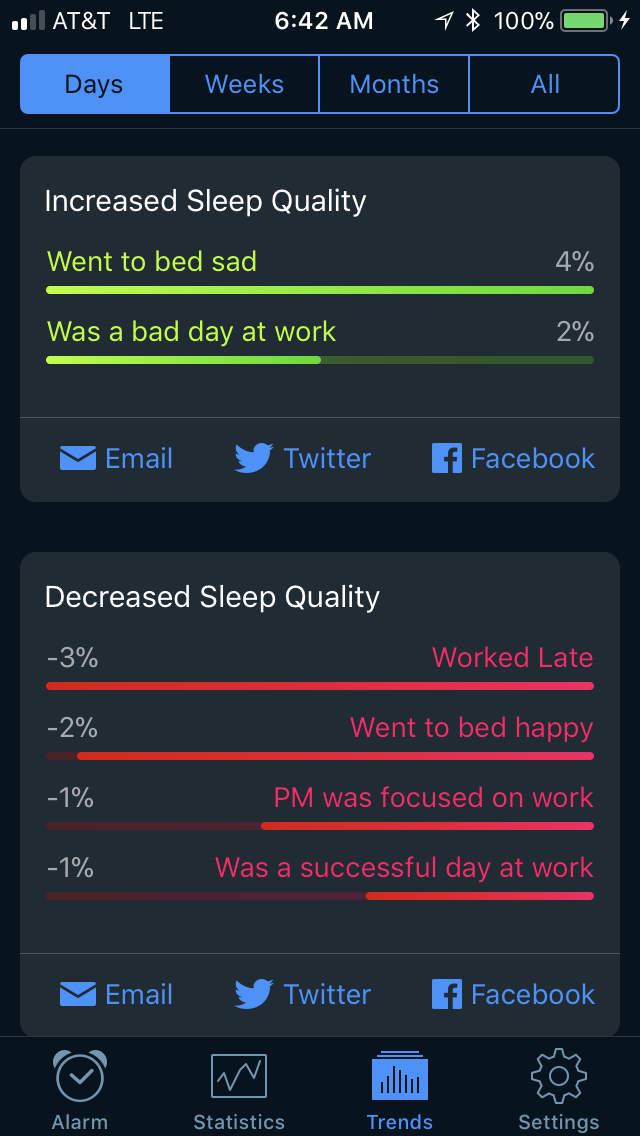 AT&T LTE 6:42 AM 100%
Days Weeks Months All
Increased Sleep Quality
Went to bed sad 4%
Was a bad day at work 2%
Email Twitter Facebook
Decreased Sleep Quality
-3% Worked Late
-2% Went to bed happy
-1% PM was focused on work
-1% Was a successful day at work
Email Twitter Facebook
Alarm Statistics Trends Settings